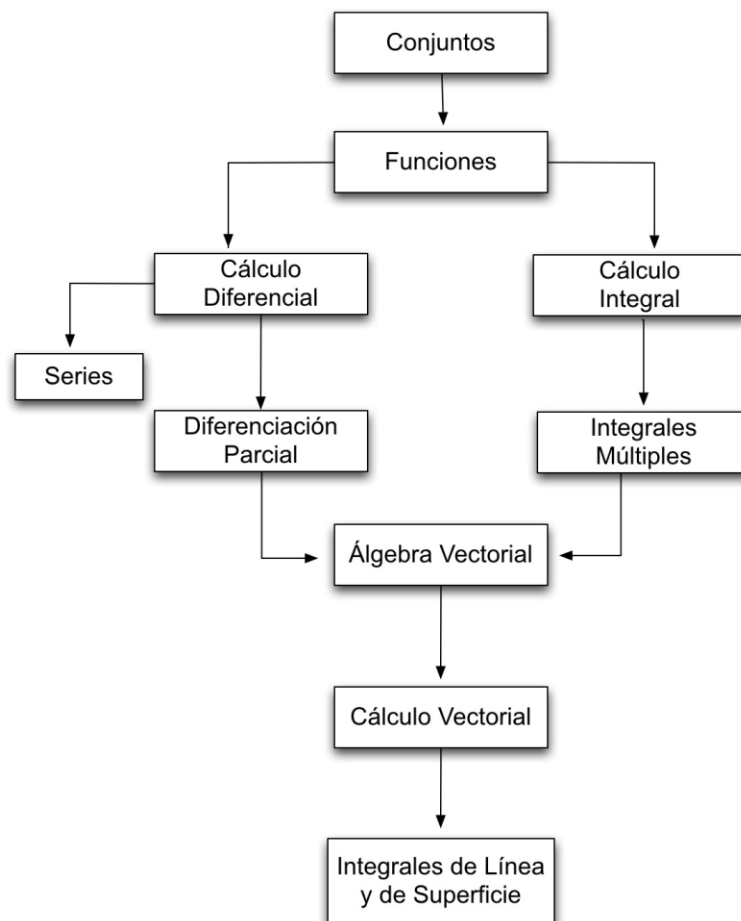 Conjuntos
Funciones
Cálculo
Diferencial
Cálculo
Integral
Series
Diferenciación
Parcial
Integrales
Múltiples
Álgebra Vectorial
Cálculo Vectorial
Integrales de Línea
y de Superficie